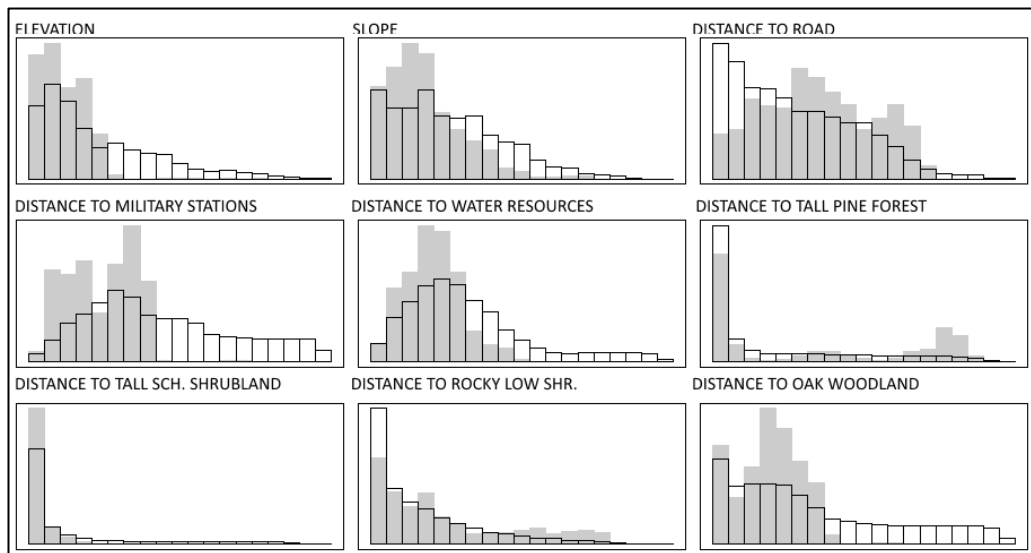 ELEVATION
SLOPE
DISTANCE TO ROAD
DISTANCE TO MILITARY STATIONS
DISTANCE TO WATER RESOURCES
DISTANCE TO TALL PINE FOREST
DISTANCE TO TALL SCH. SHRUBLAND
DISTANCE TO ROCKY LOW SHR.
DISTANCE TO OAK WOODLAND